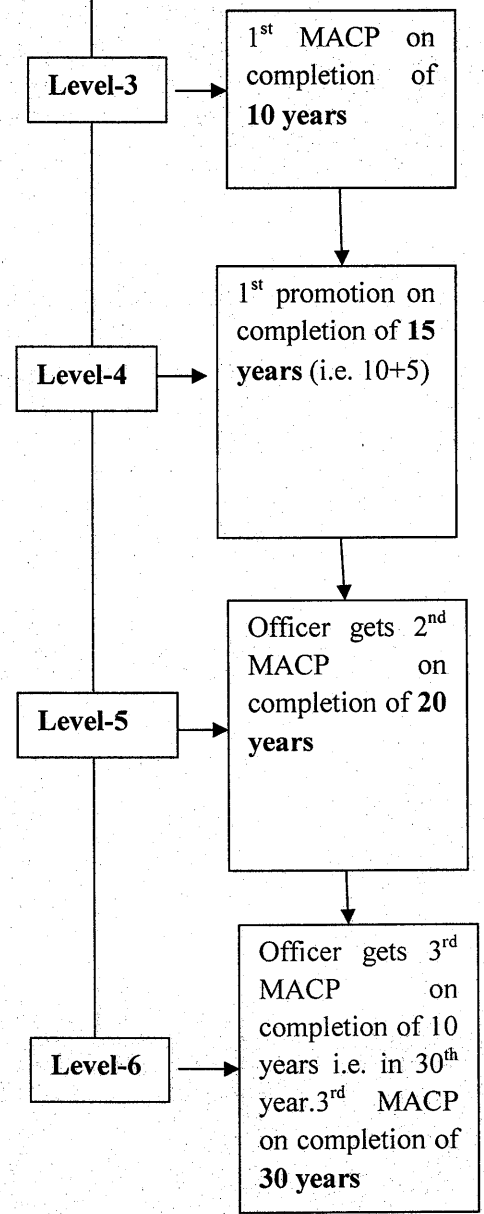 1st MACP on
completion of
10 years
Level-3
1st promotion on
completion of 15
years (i.e. 10+5)
Level-4
Officer gets 2nd
MACP on
completion of 20
years
Level-5
Officer gets 3rd
MACP on
completion of 10
years i.e. in 30th
year.3rd MACP
on completion of
30 years
Level-6